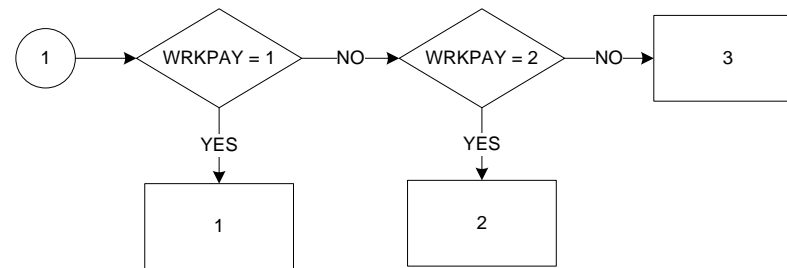 1
WRKPAY = 1
NO
WRKPAY = 2
NO
3
YES
YES
1
2